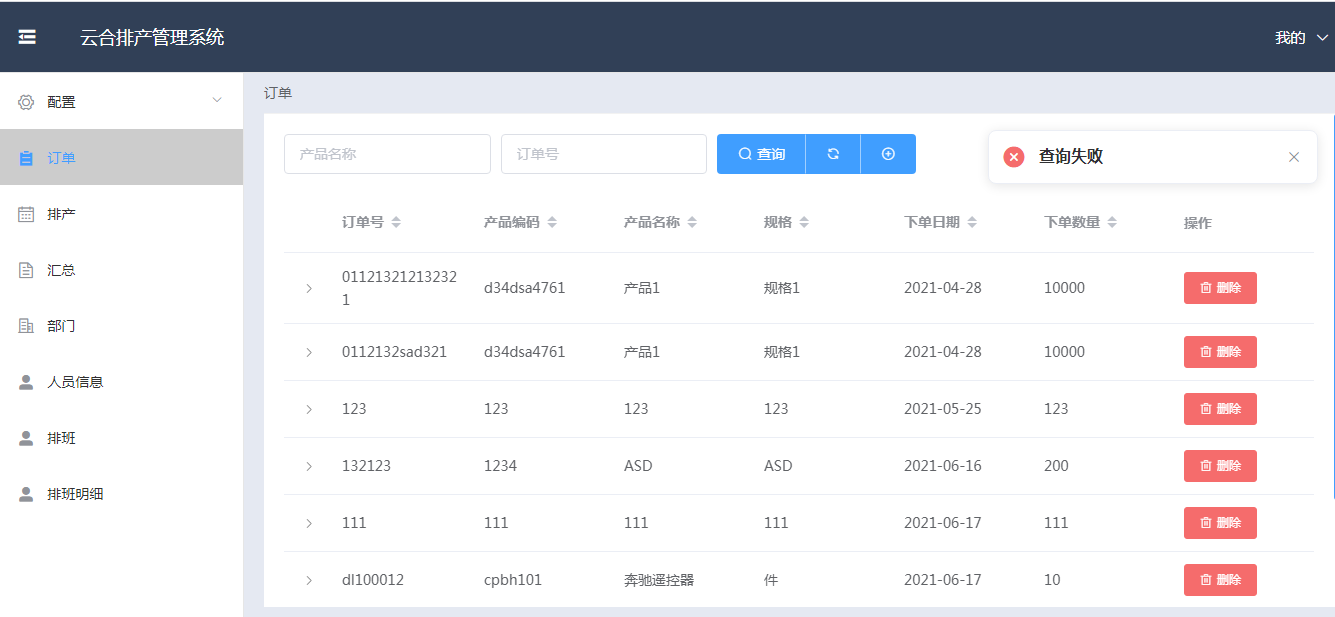 云合排产管理系统
我的
配置
订单
排产
汇总
部门
人员信息
排班
排班明细
订单
产品名称 订单号 查询
查询失败
订单号 产品编码 产品名称 规格 下单日期 下单数量 操作
01121321213232
1 d34dsa4761 产品1 规格1 2021-04-28 10000 删除
0112132sad321 d34dsa4761 产品1 规格1 2021-04-28 10000 删除
123 123 123 123 2021-05-25 123 删除
132123 1234 ASD ASD 2021-06-16 200 删除
111 111 111 111 2021-06-17 111 删除
dl100012 cpbh101 奔驰遥控器 件 2021-06-17 10 删除